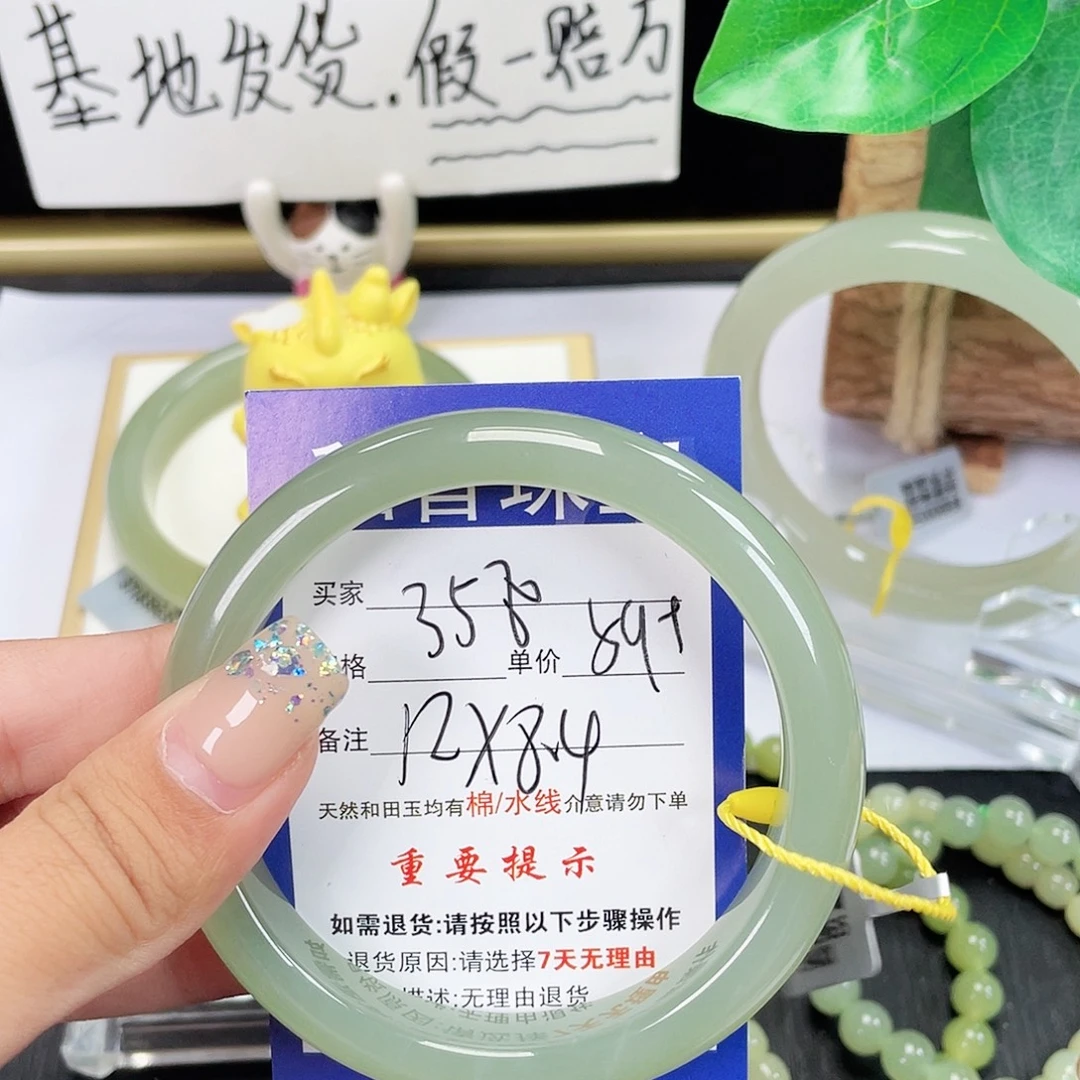 基地发货.假一赔万
买家
格 单价 89+
备注 12X8.4
天然和田玉均有棉/水线介意请勿下单
重要提示
如需退货:请按照以下步骤操作
退货原因:请选择7天无理由
描述:无理由退货